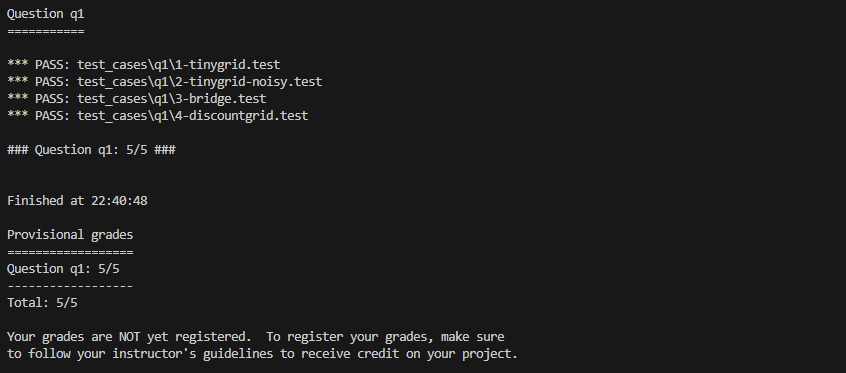 Question q1
===========
*** PASS: test_cases\q1\1-tinygrid.test
*** PASS: test_cases\q1\2-tinygrid-noisy.test
*** PASS: test_cases\q1\3-bridge.test
*** PASS: test_cases\q1\4-discountgrid.test
### Question q1: 5/5 ###
Finished at 22:40:48
Provisional grades
==================
Question q1: 5/5
------------------
Total: 5/5
Your grades are NOT yet registered.  To register your grades, make sure
to follow your instructor's guidelines to receive credit on your project.